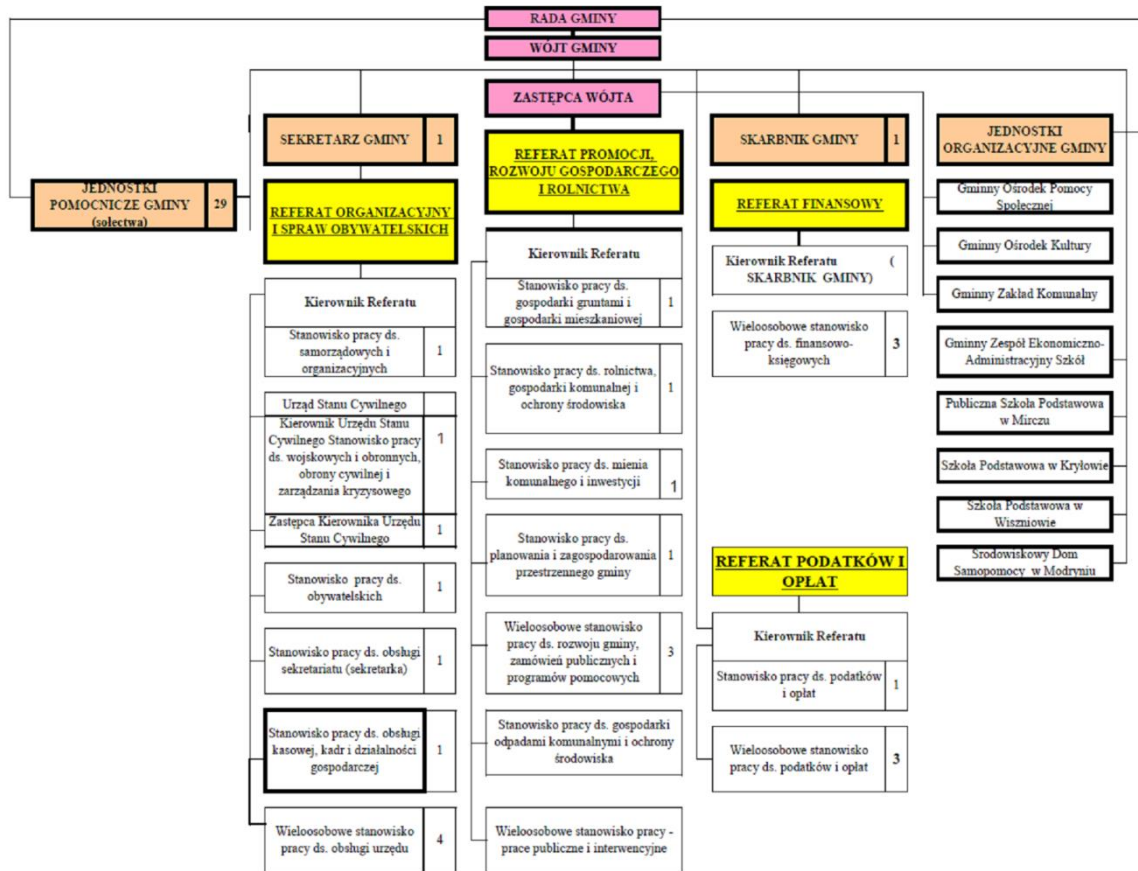 RADA GMINY
WÓJT GMINY
ZASTĘPCA WÓJTA
JEDNOSTKI
POMOCNICZE GMINY
(sołectwa)
29
SEKRETARZ GMINY
1
REFERAT ORGANIZACYJNY
I SPRAW OBYWATELSKICH
Kierownik Referatu
Stanowisko pracy ds.
samorządowych i
organizacyjnych
1
Urząd Stanu Cywilnego
Kierownik Urzędu Stanu
Cywilnego Stanowisko pracy
ds. wojskowych i obronnych,
obrony cywilnej i
zarządzania kryzysowego
1
Zastępca Kierownika Urzędu
Stanu Cywilnego
1
Stanowisko pracy ds.
obywatelskich
1
Stanowisko pracy ds. obsługi
sekretariatu (sekretarka)
1
Stanowisko pracy ds. obsługi
kasowej, kadr i działalności
gospodarczej
1
Wieloosobowe stanowisko
pracy ds. obsługi urzędu
4
REFERAT PROMOCJI,
ROZWOJU GOSPODARCZEGO
I ROLNICTWA
Kierownik Referatu
Stanowisko pracy ds.
gospodarki gruntami i
gospodarki mieszkaniowej
1
Stanowisko pracy ds. rolnictwa,
gospodarki komunalnej i
ochrony środowiska
1
Stanowisko pracy ds. mienia
komunalnego i inwestycji
1
Stanowisko pracy ds.
planowania i zagospodarowania
przestrzennego gminy
1
Wieloosobowe stanowisko
pracy ds. rozwoju gminy,
zamówień publicznych i
programów pomocowych
3
Stanowisko pracy ds. gospodarki
odpadami komunalnymi i ochrony
środowiska
Wieloosobowe stanowisko pracy -
prace publiczne i interwencyjne
SKARBNIK GMINY
1
REFERAT FINANSOWY
Kierownik Referatu (
SKARBNIK GMINY)
Wieloosobowe stanowisko
pracy ds. finansowo-
księgowych
3
REFERAT PODATKÓW I
OPŁAT
Kierownik Referatu
Stanowisko pracy ds. podatków
i opłat
1
Wieloosobowe stanowisko
pracy ds. podatków i opłat
3
JEDNOSTKI
ORGANIZACYJNE GMINY
Gminny Ośrodek Pomocy
Społecznej
Gminny Ośrodek Kultury
Gminny Zakład Komunalny
Gminny Zespół Ekonomiczno-
Administracyjny Szkół
Publiczna Szkoła Podstawowa
w Mirczu
Szkoła Podstawowa w Kryłowie
Szkoła Podstawowa w
Wiszniowie
Środowiskowy Dom
Samopomocy w Modryniu